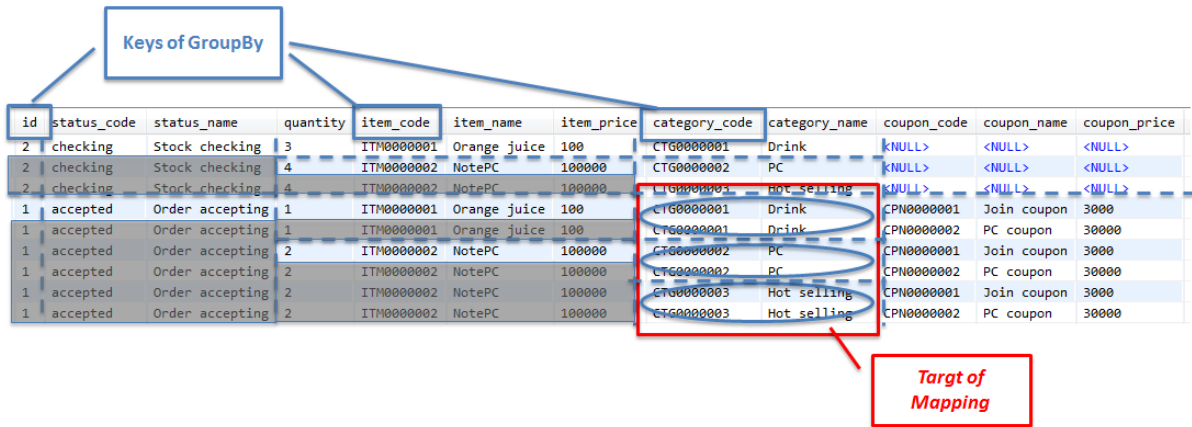 Keys of GroupBy
id status_code status_name quantity item_code item_name item_price category_code category_name coupon_code coupon_name coupon_price
2 checking Stock checking 3 ITM0000001 Orange juice 100 CTG0000001 Drink <NULL> <NULL> <NULL>
2 checking Stock checking 4 ITM0000002 NotePC 100000 CTG0000002 PC <NULL> <NULL> <NULL>
2 checking Stock checking 4 ITM0000002 NotePC 100000 CTG0000003 Hot selling <NULL> <NULL> <NULL>
1 accepted Order accepting 1 ITM0000001 Orange juice 100 CTG0000001 Drink CPN0000001 Join coupon 3000
1 accepted Order accepting 1 ITM0000001 Orange juice 100 CTG0000001 Drink CPN0000002 PC coupon 30000
1 accepted Order accepting 2 ITM0000002 NotePC 100000 CTG0000002 PC CPN0000001 Join coupon 3000
1 accepted Order accepting 2 ITM0000002 NotePC 100000 CTG0000002 PC CPN0000002 PC coupon 30000
1 accepted Order accepting 2 ITM0000002 NotePC 100000 CTG0000003 Hot selling CPN0000001 Join coupon 3000
1 accepted Order accepting 2 ITM0000002 NotePC 100000 CTG0000003 Hot selling CPN0000002 PC coupon 30000
Targt of
Mapping